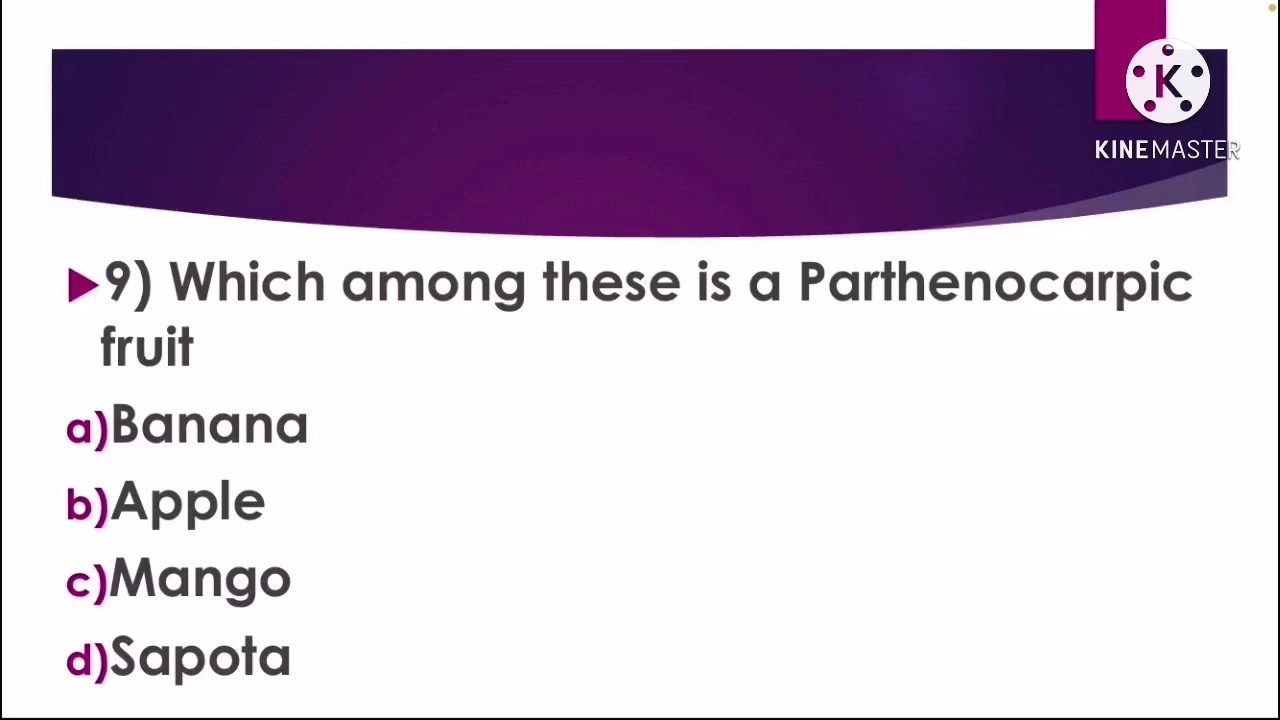 K
KINEMASTER
9) Which among these is a Parthenocarpic
fruit
a)Banana
b)Apple
c)Mango
d)Sapota